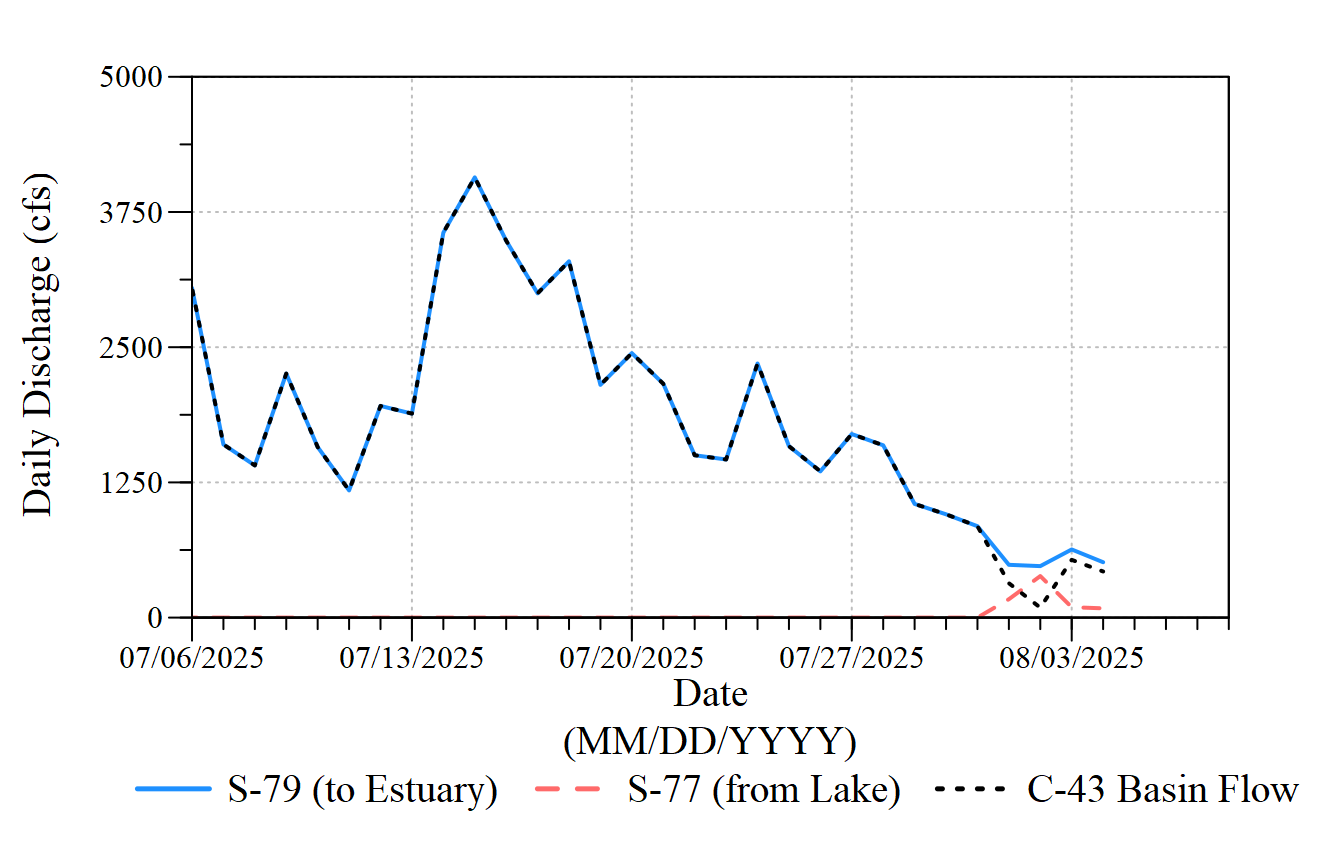 5000
3750
2500
1250
0
Daily Discharge (cfs)
07/06/2025 07/13/2025 07/20/2025 07/27/2025 08/03/2025
Date
(MM/DD/YYYY)
S-79 (to Estuary) S-77 (from Lake) C-43 Basin Flow